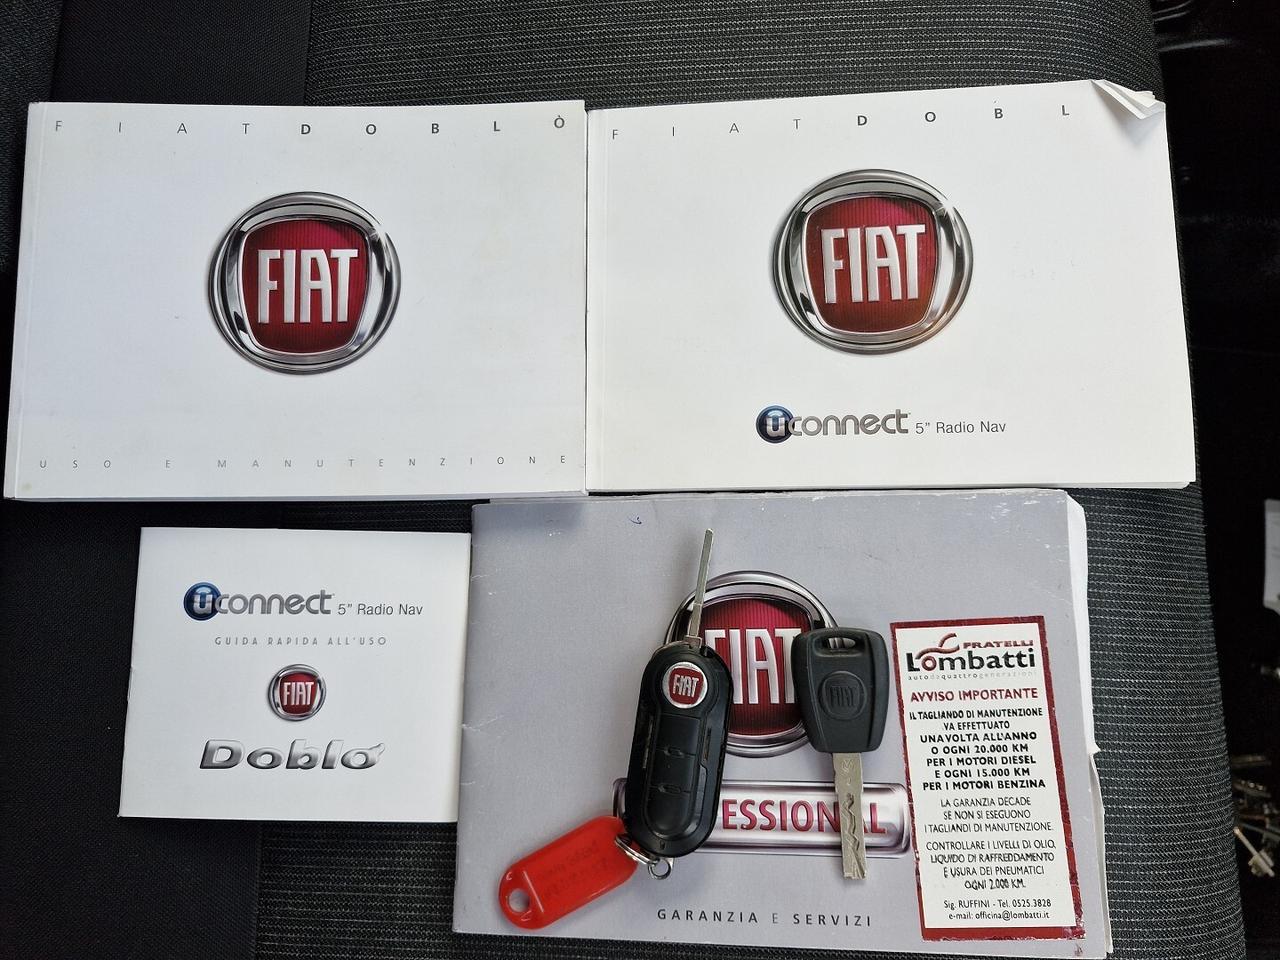 FIAT DOBLÒ
FIAT
USO E MANUTENZIONE
FIAT DOBL
FIAT
uconnect™ 5” Radio Nav
uconnect™ 5” Radio Nav
GUIDA RAPIDA ALL'USO
FIAT
Doblò
FIAT
FIAT
FIAT
ESSIONAL
GARANZIA E SERVIZI
FRATELLI
Lombatti
autodaquattrogenerazioni
AVVISO IMPORTANTE
IL TAGLIANDO DI MANUTENZIONE
VA EFFETTUATO
UNA VOLTA ALL'ANNO
O OGNI 20.000 KM
PER I MOTORI DIESEL
E OGNI 15.000 KM
PER I MOTORI BENZINA
LA GARANZIA DECADE
SE NON SI ESEGUONO
I TAGLIANDI DI MANUTENZIONE.
CONTROLLARE I LIVELLI DI OLIO,
LIQUIDO DI RAFFREDDAMENTO
E USURA DEI PNEUMATICI
OGNI 2.000 KM.
Sig. RUFFINI - Tel. 0525.3828
e-mail: officina@lombatti.it